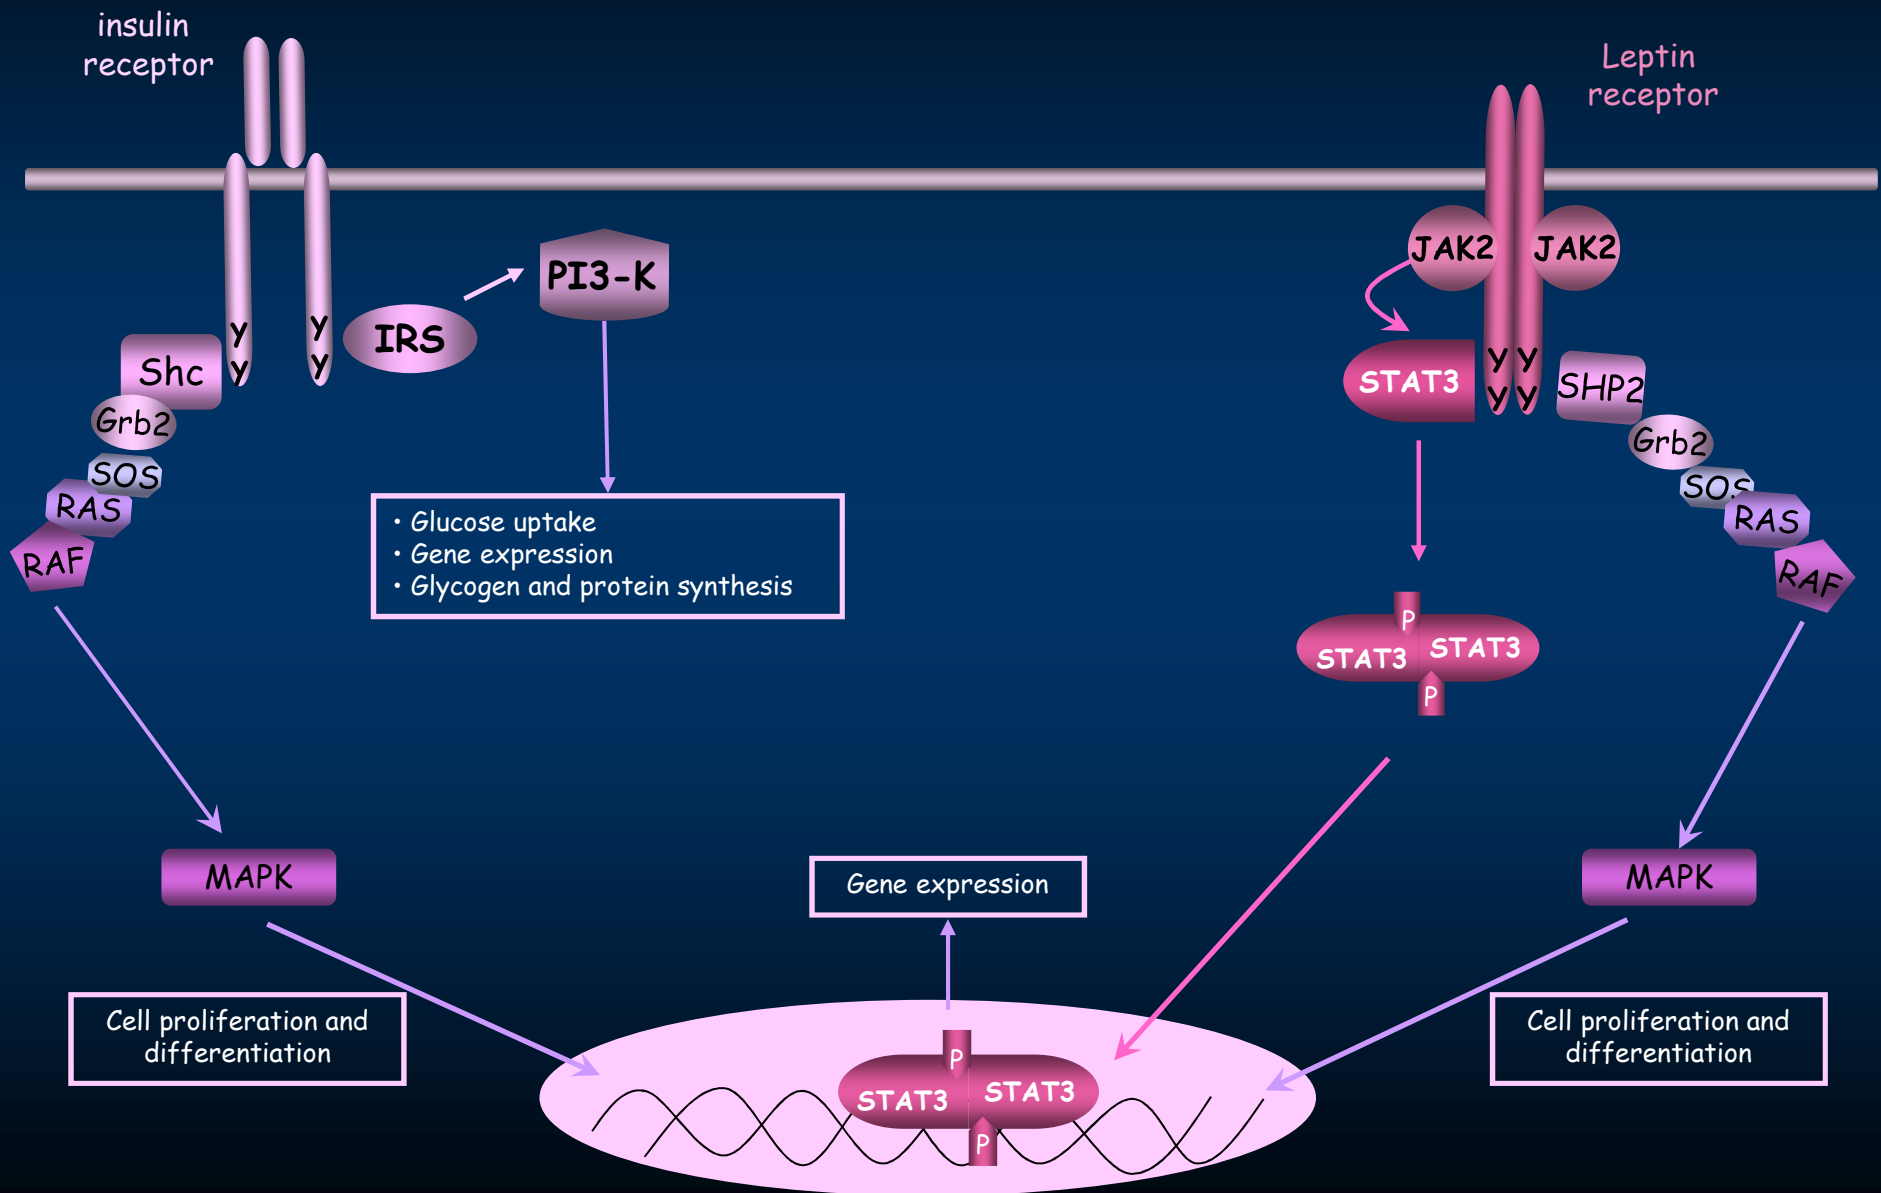 insulin
receptor
Leptin
receptor
JAK2
JAK2
PI3-K
IRS
y
y
y
y
Shc
Grb2
SOS
RAS
RAF
STAT3
y
y
y
y
SHP2
Grb2
SOS
RAS
RAF
• Glucose uptake
• Gene expression
• Glycogen and protein synthesis
P
STAT3
STAT3
P
MAPK
Gene expression
MAPK
Cell proliferation and
differentiation
Cell proliferation and
differentiation
P
STAT3
STAT3
P